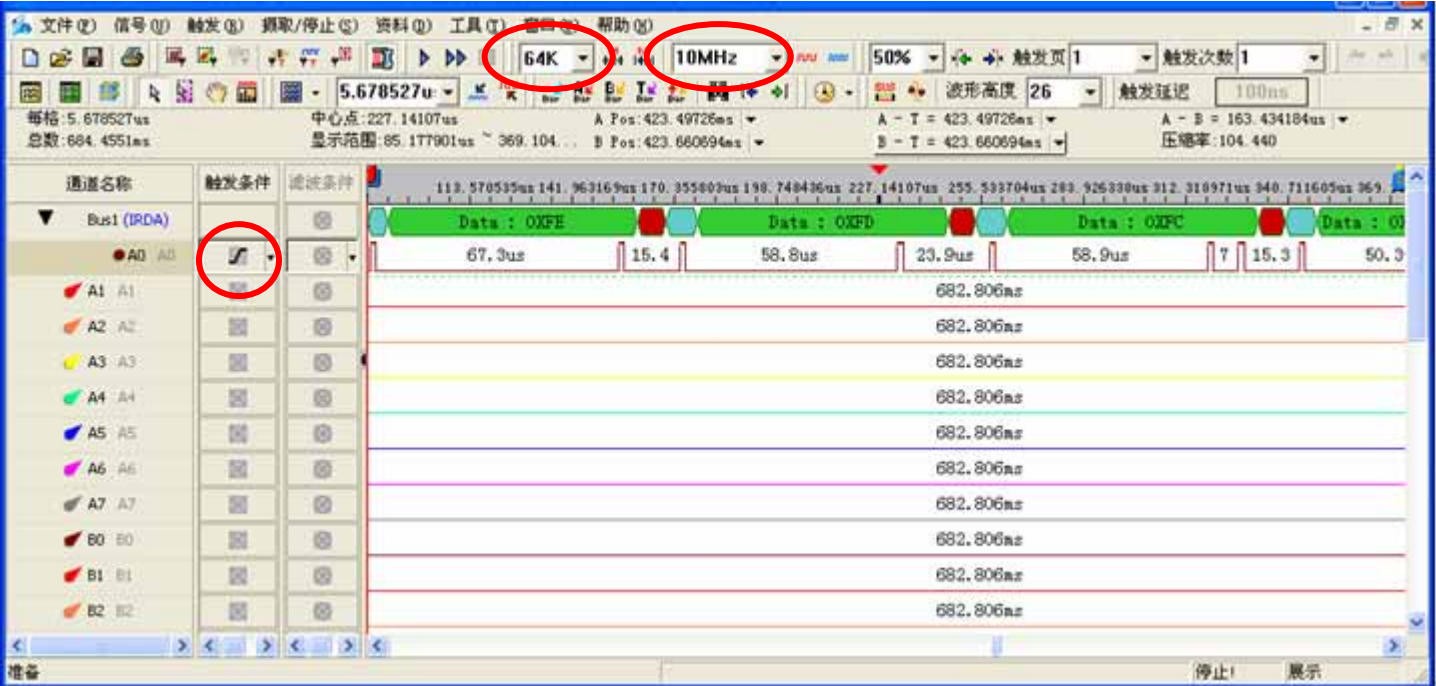 文件(F) 信号(U) 触发(R) 摄取/停止(S) 资料(D) 工具(T) 窗口 帮助(H)
64K 10MHz 50% 触发页 1 触发次数 1
5.678527u 波形高度 26 触发延迟 100ns
每格:5.678527us 中心点:227.14107us A Pos:423.49726ms A - T = 423.49726ms A - B = 163.434184us
总数:684.4551ms 显示范围:85.177901us ~ 369.104... B Pos:423.660694ms B - T = 423.660694ms 压缩率:104.440
通道名称 触发条件 滤波条件 113.570535us 141.963169us 170.355803us 198.748436us 227.14107us 255.533704us 283.926338us 312.318971us 340.711605us 369.
Bus1 (IRDA) Data : 0XFE Data : 0XFD Data : 0XFC Data : 0X
A0 A0 67.3us 15.4 58.8us 23.9us 58.9us 7 15.3 50.3
A1 A1 682.806ms
A2 A2 682.806ms
A3 A3 682.806ms
A4 A4 682.806ms
A5 A5 682.806ms
A6 A6 682.806ms
A7 A7 682.806ms
B0 B0 682.806ms
B1 B1 682.806ms
B2 B2 682.806ms
准备 停止! 展示